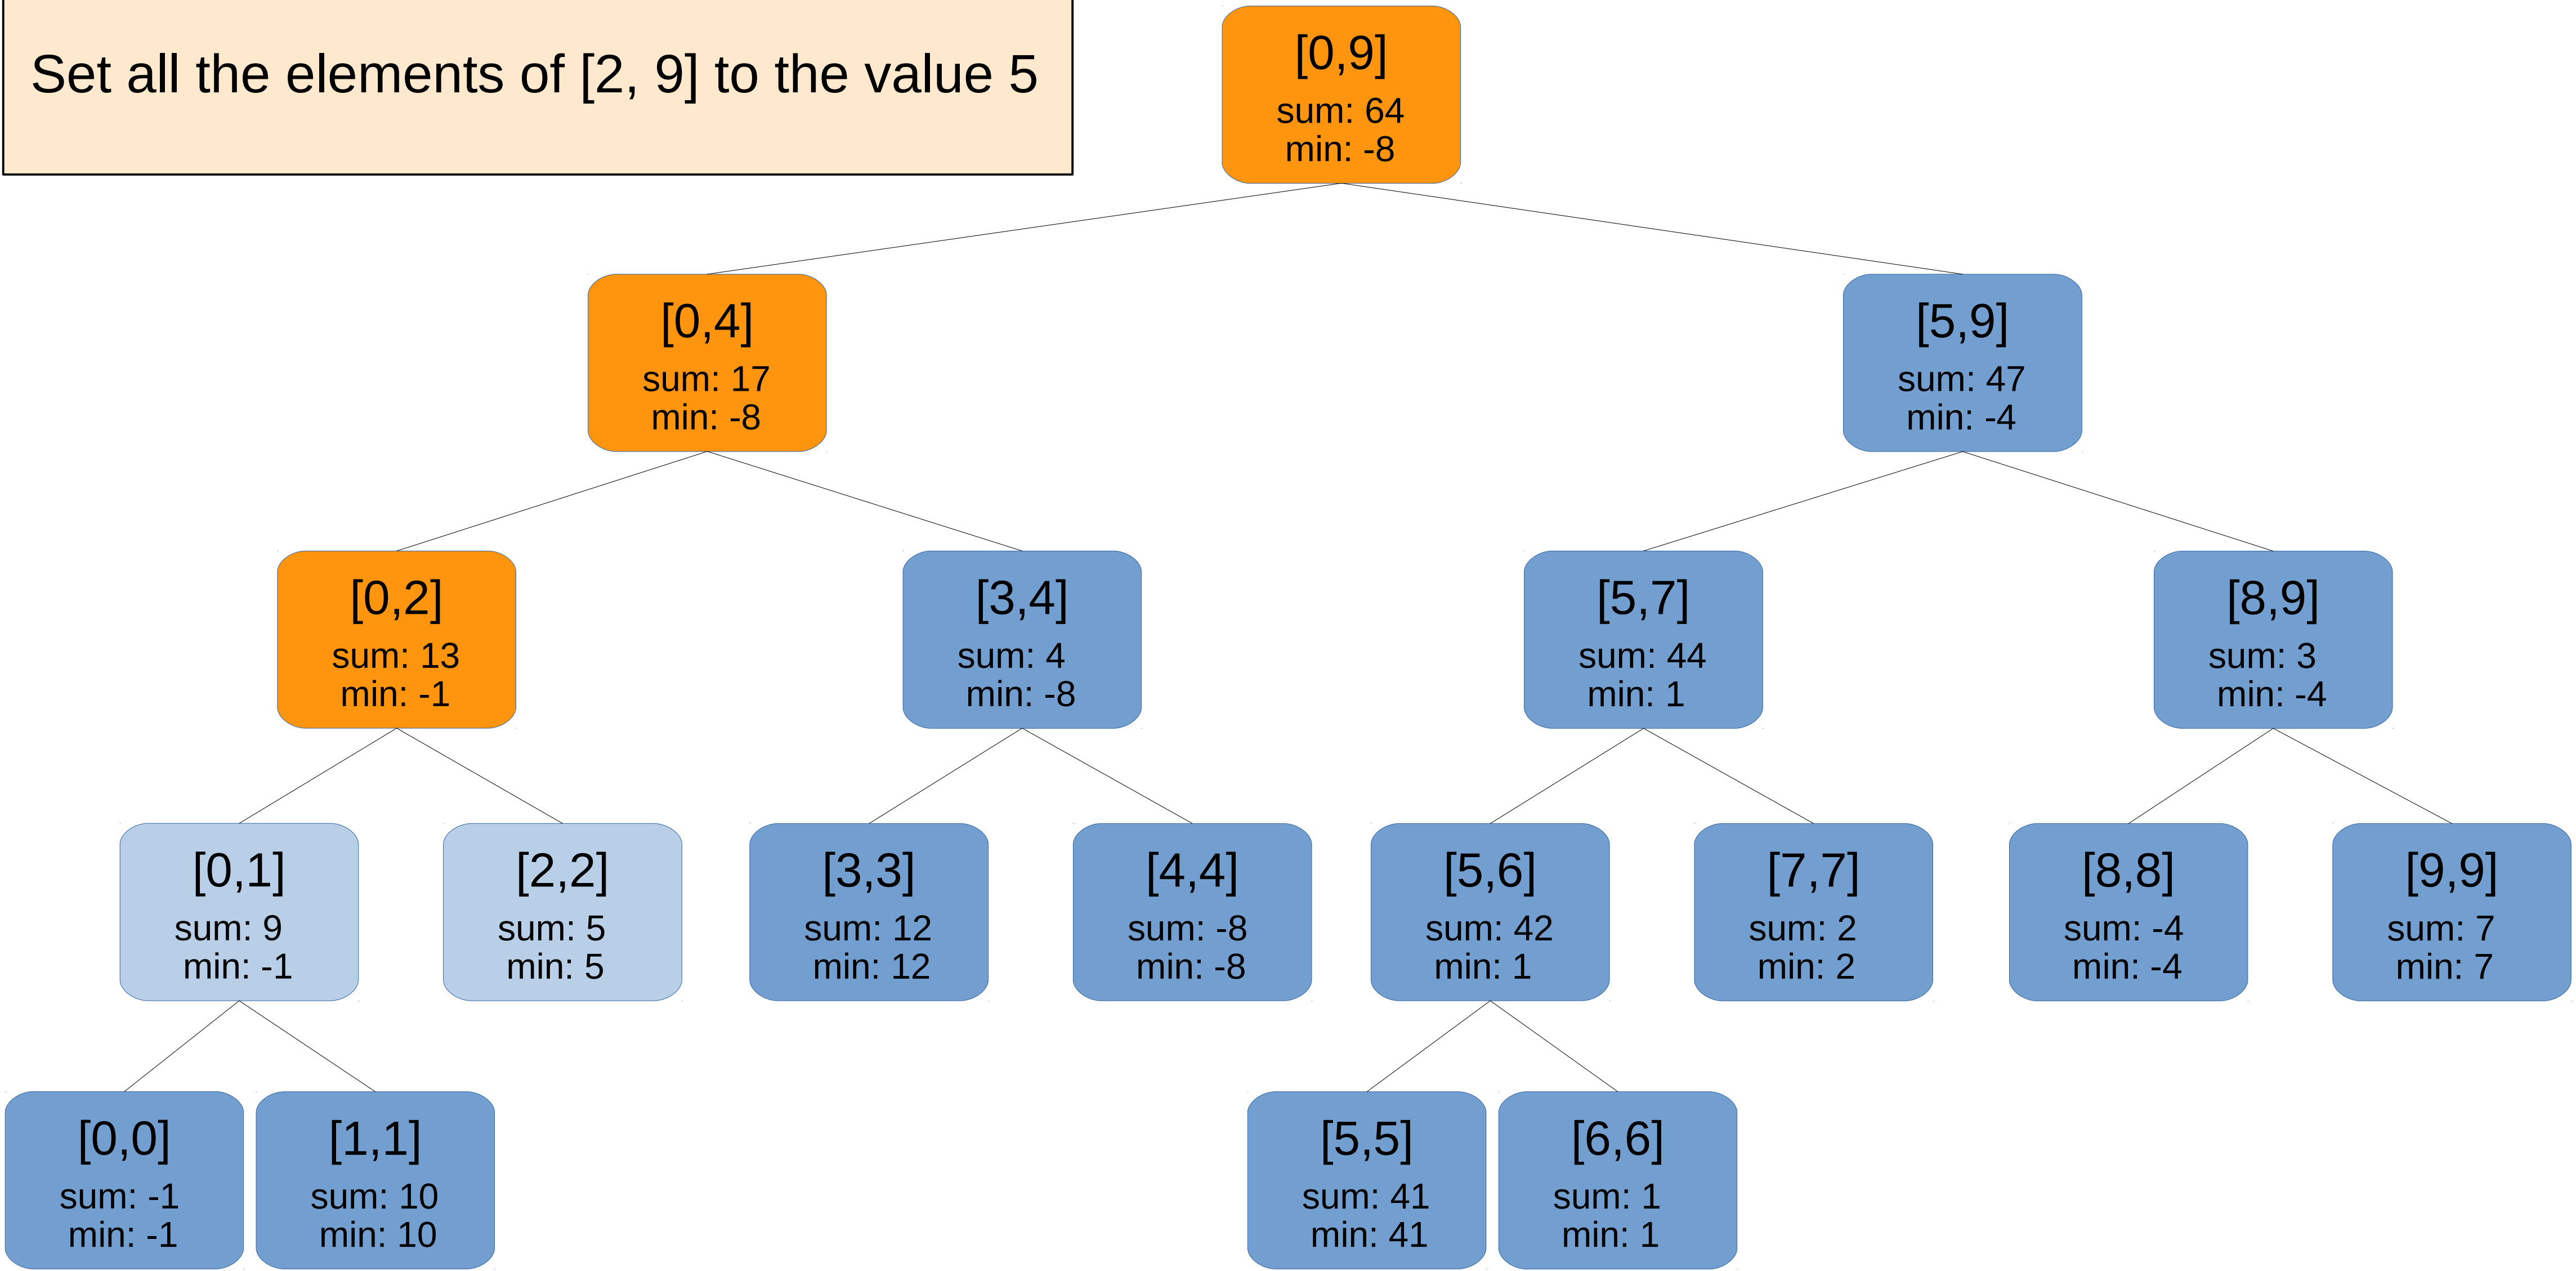 Set all the elements of [2, 9] to the value 5
[0,9]
sum: 64
min: -8
[0,4]
sum: 17
min: -8
[5,9]
sum: 47
min: -4
[0,2]
sum: 13
min: -1
[3,4]
sum: 4
min: -8
[5,7]
sum: 44
min: 1
[8,9]
sum: 3
min: -4
[0,1]
sum: 9
min: -1
[2,2]
sum: 5
min: 5
[3,3]
sum: 12
min: 12
[4,4]
sum: -8
min: -8
[5,6]
sum: 42
min: 1
[7,7]
sum: 2
min: 2
[8,8]
sum: -4
min: -4
[9,9]
sum: 7
min: 7
[0,0]
sum: -1
min: -1
[1,1]
sum: 10
min: 10
[5,5]
sum: 41
min: 41
[6,6]
sum: 1
min: 1